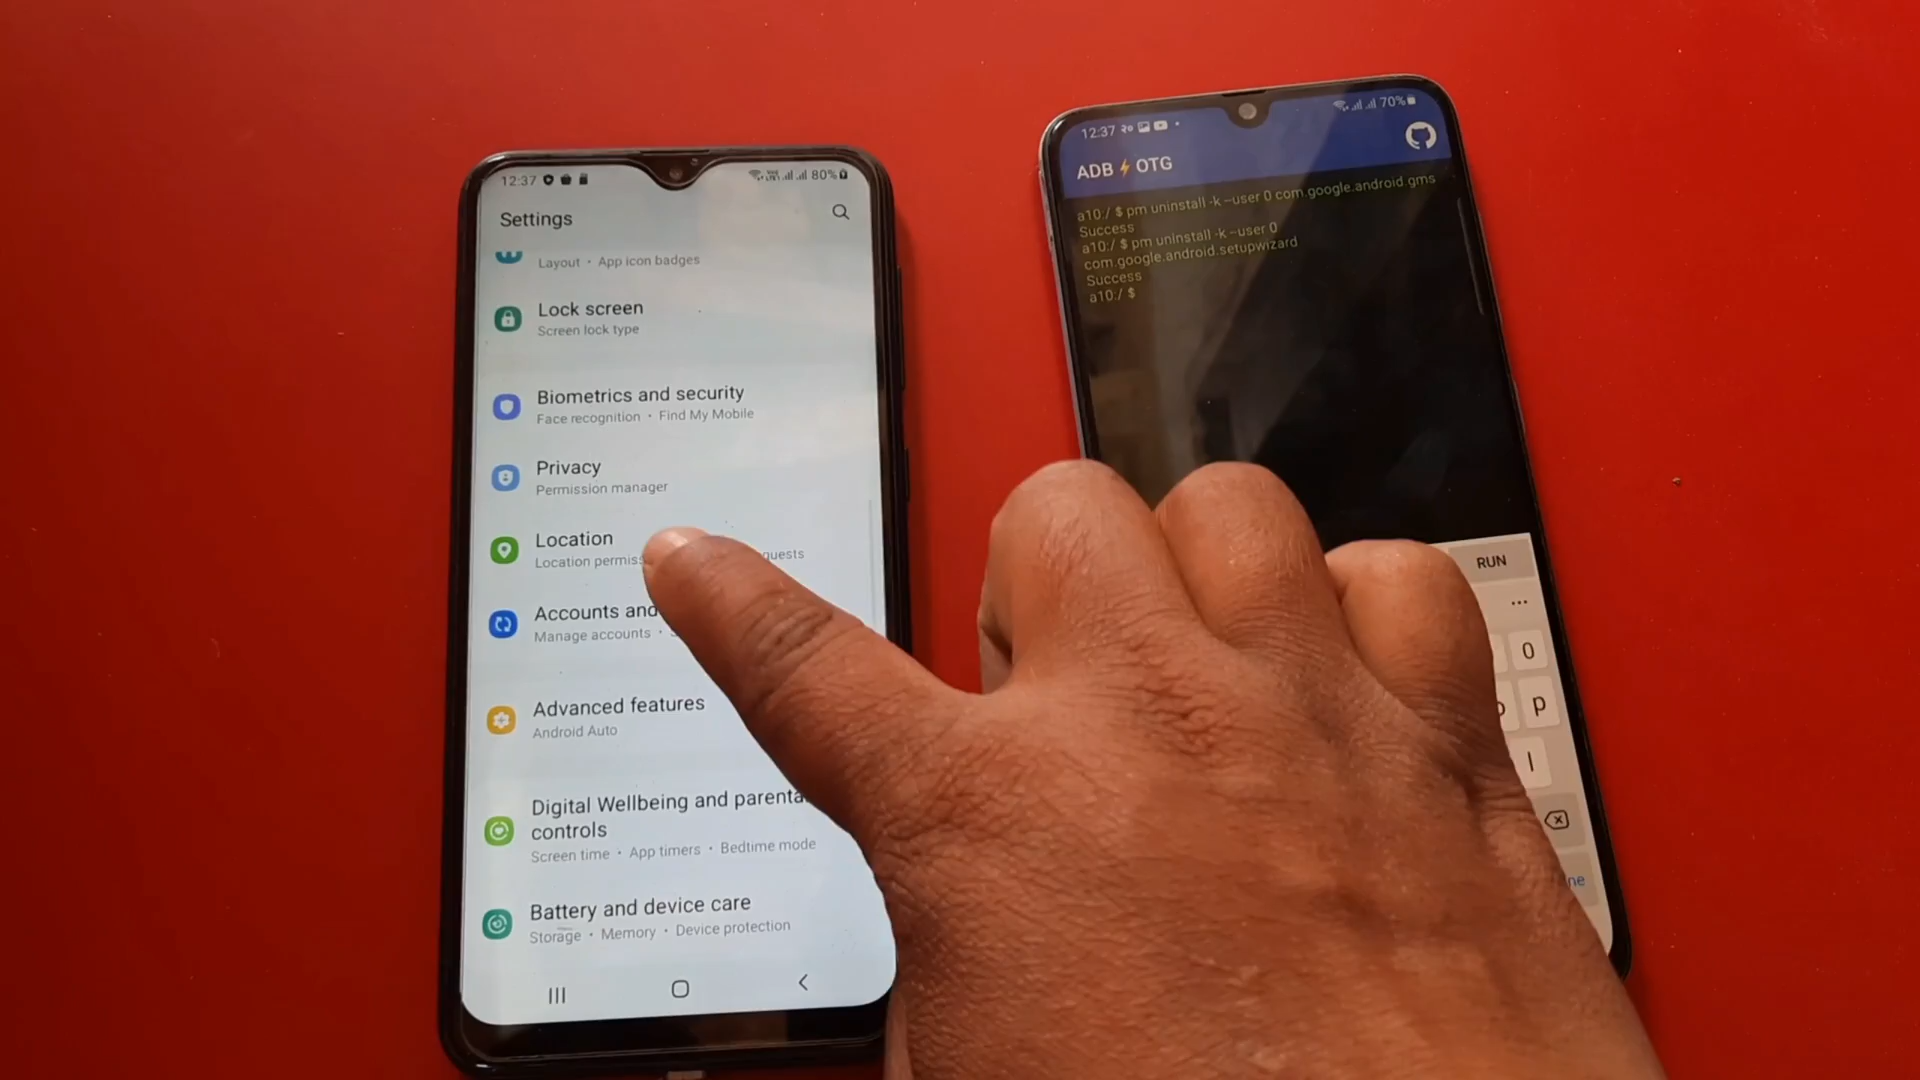 12:37
80%
Settings
Layout • App icon badges
Lock screen
Screen lock type
Biometrics and security
Face recognition • Find My Mobile
Privacy
Permission manager
Location
Location
Accounts and
Manage accounts •
Advanced features
Android Auto
Digital Wellbeing and
controls
Screen time • App timers • Bedtime mode
Battery and device care
Storage • Memory • Device protection
12:37 २०
70%
ADB⚡OTG
a10:/ $ pm uninstall -k --user 0 com.google.android.gms
Success
a10:/ $ pm uninstall -k --user 0
com.google.android.setupwizard
Success
a10:/ $
RUN
0
p
l